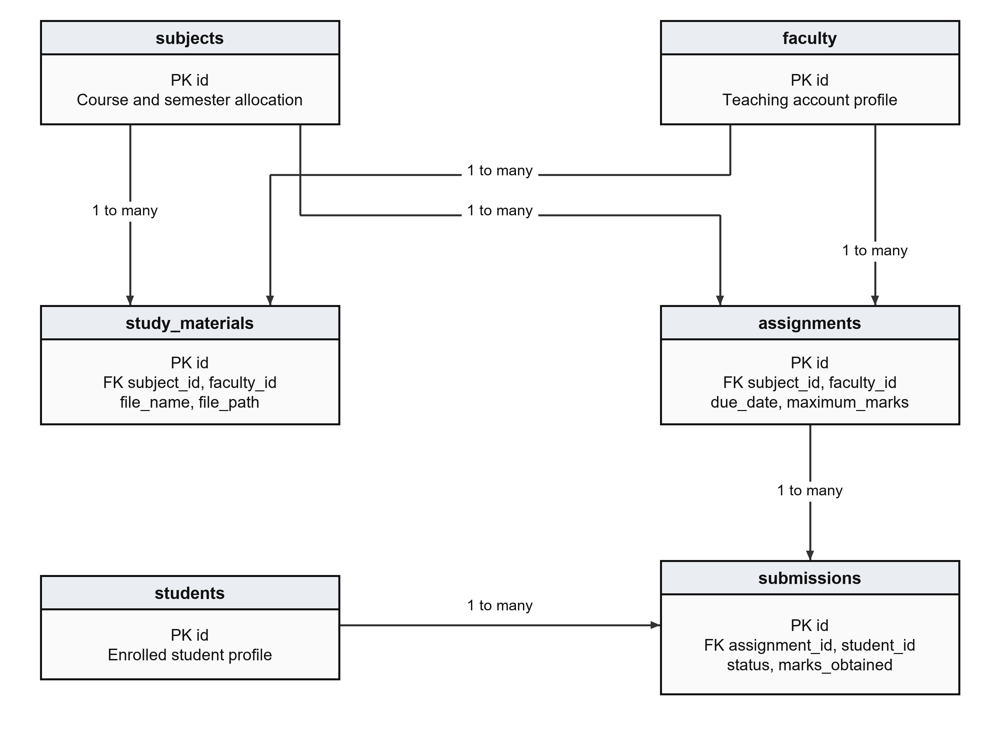 subjects
PK id
Course and semester allocation
faculty
PK id
Teaching account profile
1 to many
1 to many
1 to many
1 to many
study_materials
PK id
FK subject_id, faculty_id
file_name, file_path
assignments
PK id
FK subject_id, faculty_id
due_date, maximum_marks
1 to many
students
PK id
Enrolled student profile
1 to many
submissions
PK id
FK assignment_id, student_id
status, marks_obtained